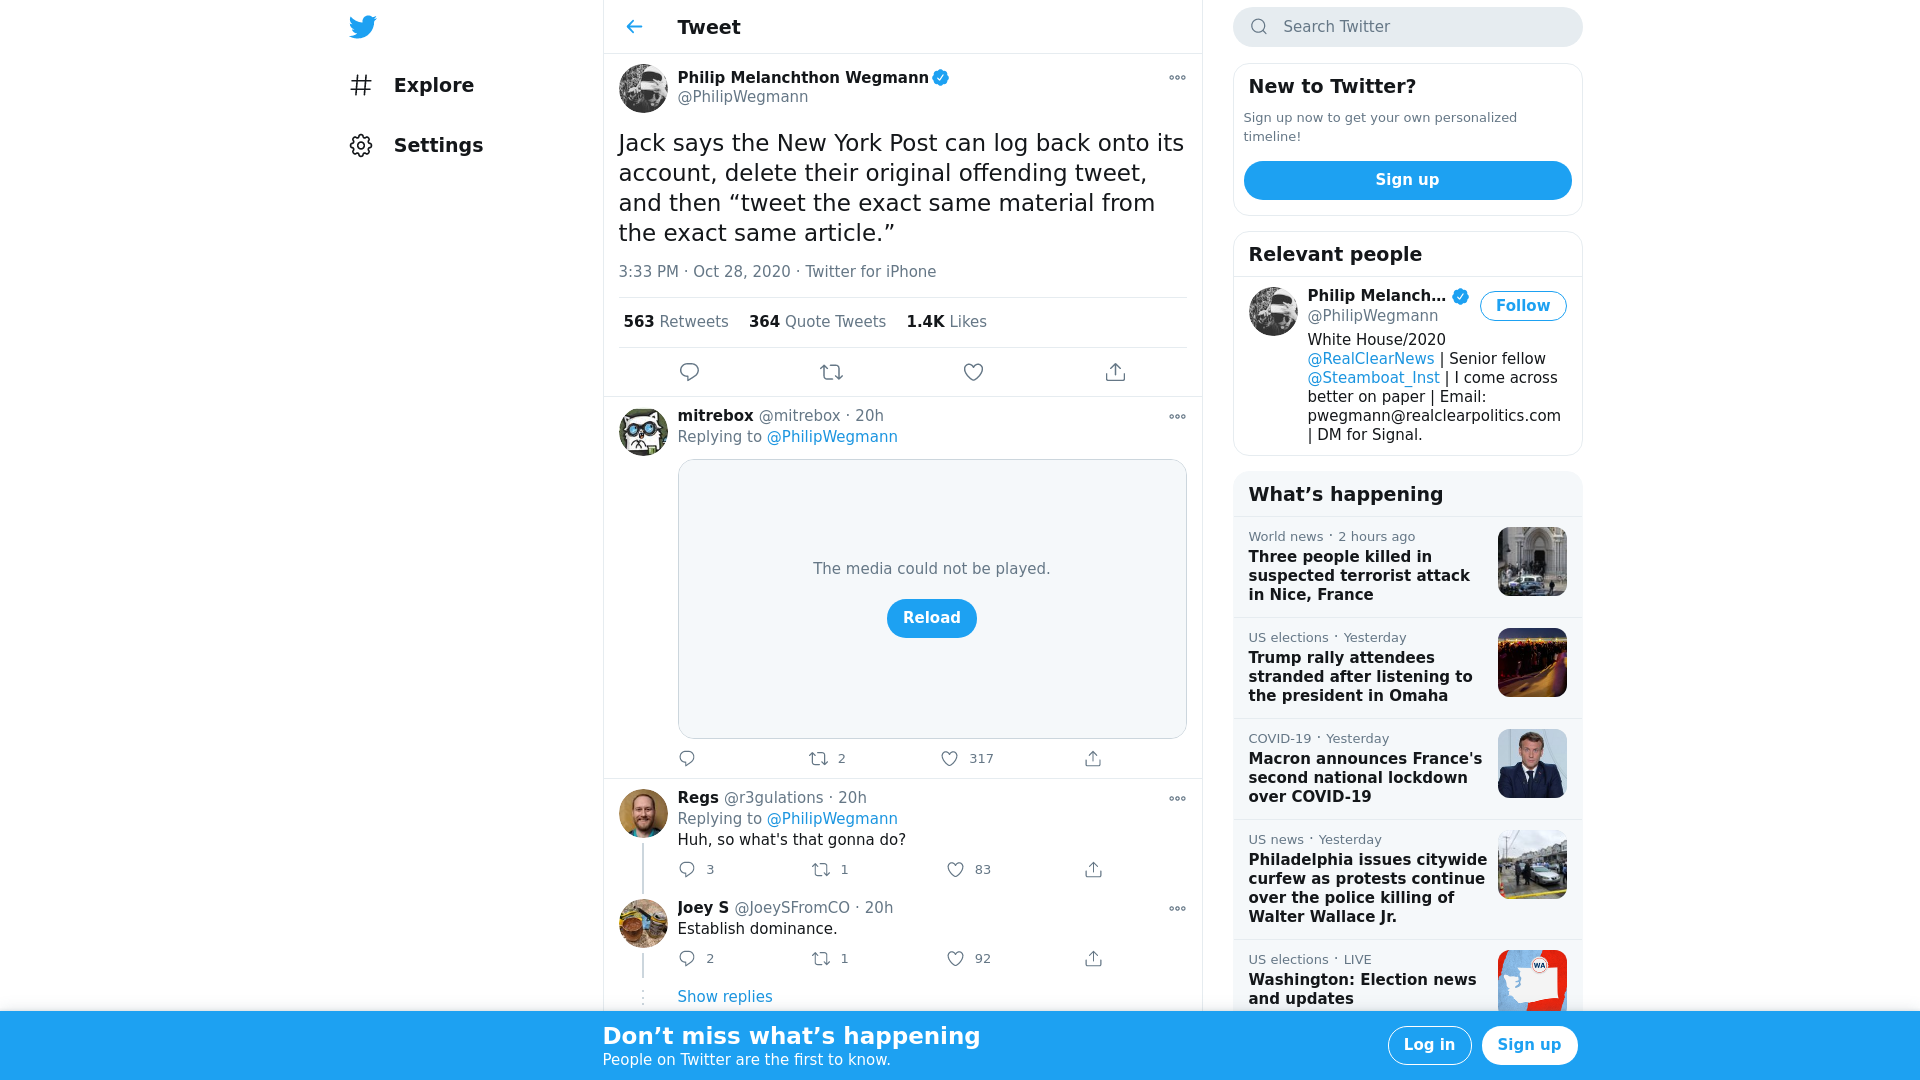 Explore
Settings
Tweet
Philip Melanchthon Wegmann
@PhilipWegmann
Jack says the New York Post can log back onto its
account, delete their original offending tweet,
and then “tweet the exact same material from
the exact same article.”
3:33 PM · Oct 28, 2020 · Twitter for iPhone
563 Retweets 364 Quote Tweets 1.4K Likes
mitrebox @mitrebox · 20h
Replying to @PhilipWegmann
The media could not be played.
Reload
2 317
Regs @r3gulations · 20h
Replying to @PhilipWegmann
Huh, so what's that gonna do?
3 1 83
Joey S @JoeySFromCO · 20h
Establish dominance.
2 1 92
Show replies
Search Twitter
New to Twitter?
Sign up now to get your own personalized
timeline!
Sign up
Relevant people
Philip Melanch...
@PhilipWegmann
Follow
White House/2020
@RealClearNews | Senior fellow
@Steamboat_Inst | I come across
better on paper | Email:
pwegmann@realclearpolitics.com
| DM for Signal.
What’s happening
World news · 2 hours ago
Three people killed in
suspected terrorist attack
in Nice, France
US elections · Yesterday
Trump rally attendees
stranded after listening to
the president in Omaha
COVID-19 · Yesterday
Macron announces France's
second national lockdown
over COVID-19
US news · Yesterday
Philadelphia issues citywide
curfew as protests continue
over the police killing of
Walter Wallace Jr.
US elections · LIVE
Washington: Election news
and updates
WA
Don’t miss what’s happening
People on Twitter are the first to know.
Log in
Sign up